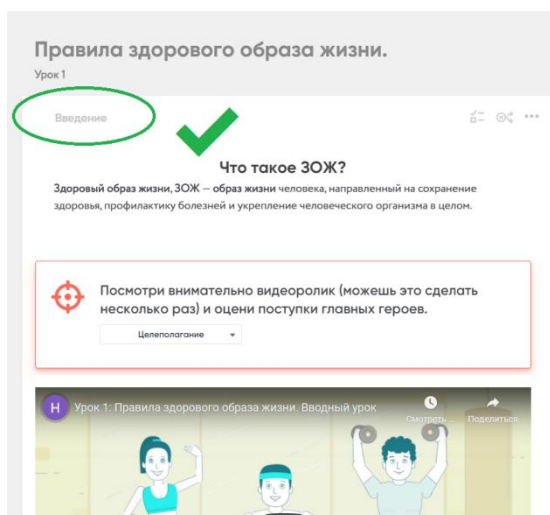 Правила здорового образа жизни.
Урок 1
Введение
Что такое ЗОЖ?
Здоровый образ жизни, ЗОЖ — образ жизни человека, направленный на сохранение
здоровья, профилактику болезней и укрепление человеческого организма в целом.
Посмотри внимательно видеоролик (можешь это сделать
несколько раз) и оцени поступки главных героев.
Целеполагание
Н Урок 1: Правила здорового образа жизни. Вводный урок
Смотреть ... Поделиться